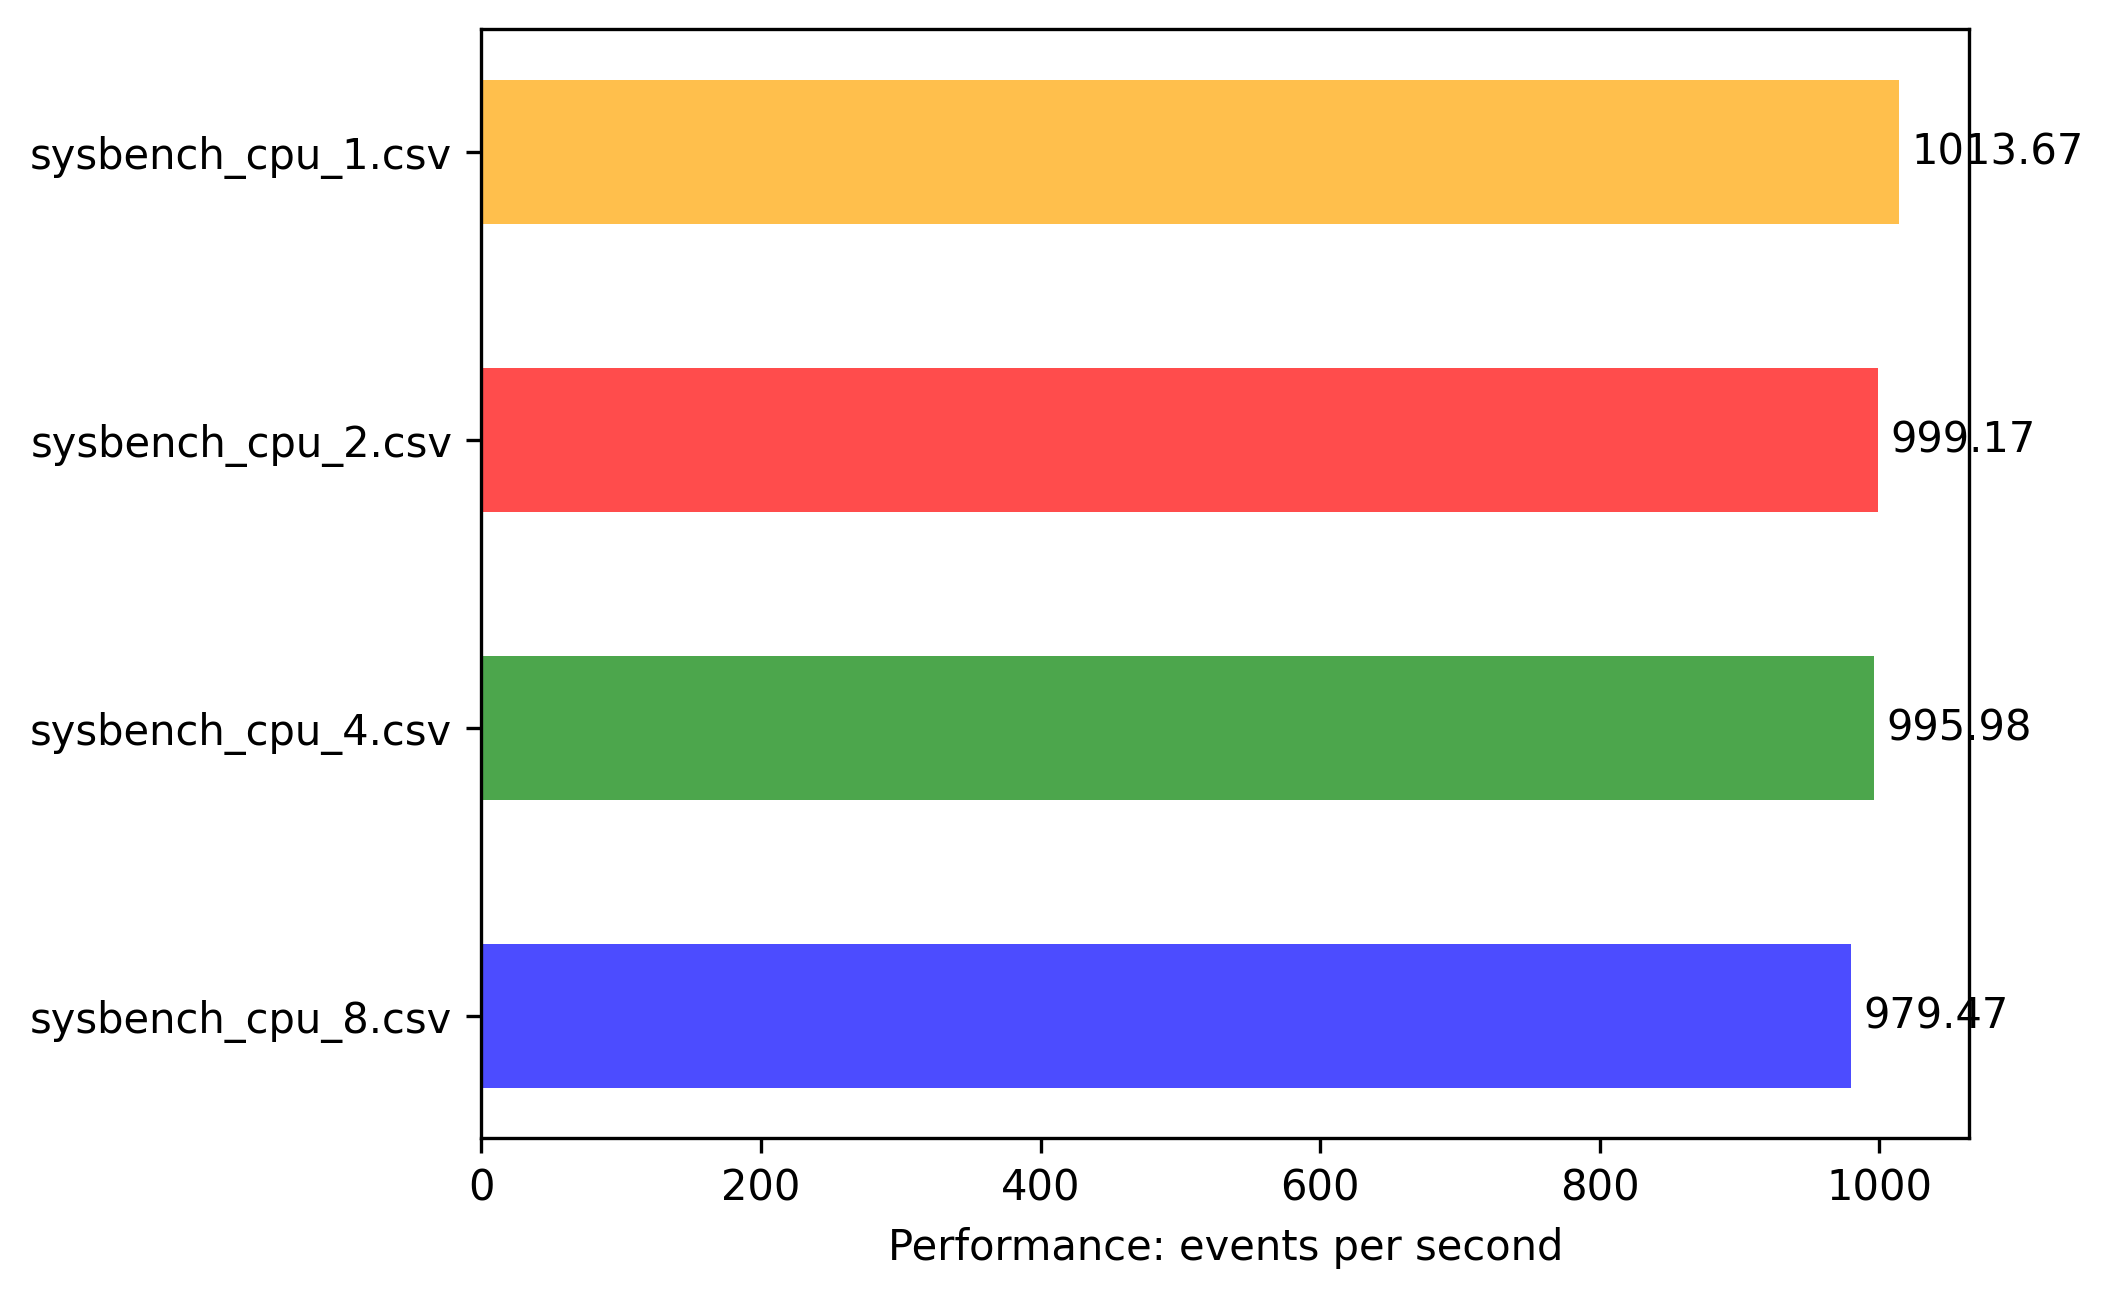 sysbench_cpu_1.csv
1013.67
sysbench_cpu_2.csv
999.17
sysbench_cpu_4.csv
995.98
sysbench_cpu_8.csv
979.47
0 200 400 600 800 1000
Performance: events per second